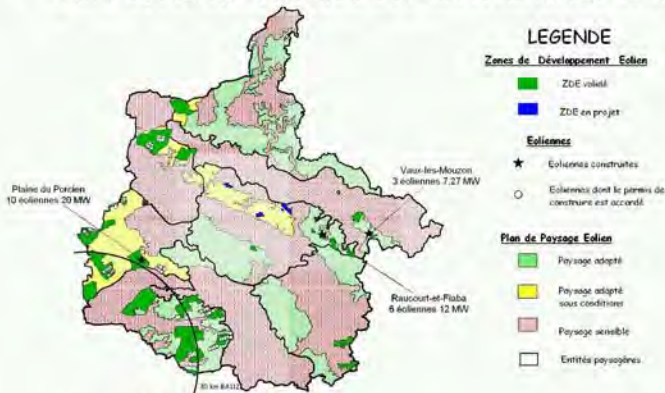 LEGENDE
Zones de Développement Eolien
ZDE validé
ZDE en projet
Eoliennes
Eoliennes construites
Eoliennes dont le permis de
construire est accordé
Plan de Paysage Eolien
Paysage adapté
Paysage adapté
sous conditions
Paysage sensible
Entités paysagères
Vaux-les-Mouzon
3 éoliennes 7,27 MW
Plaine du Porcien
10 éoliennes 20 MW
Raucourt-et-Flaba
6 éoliennes 12 MW